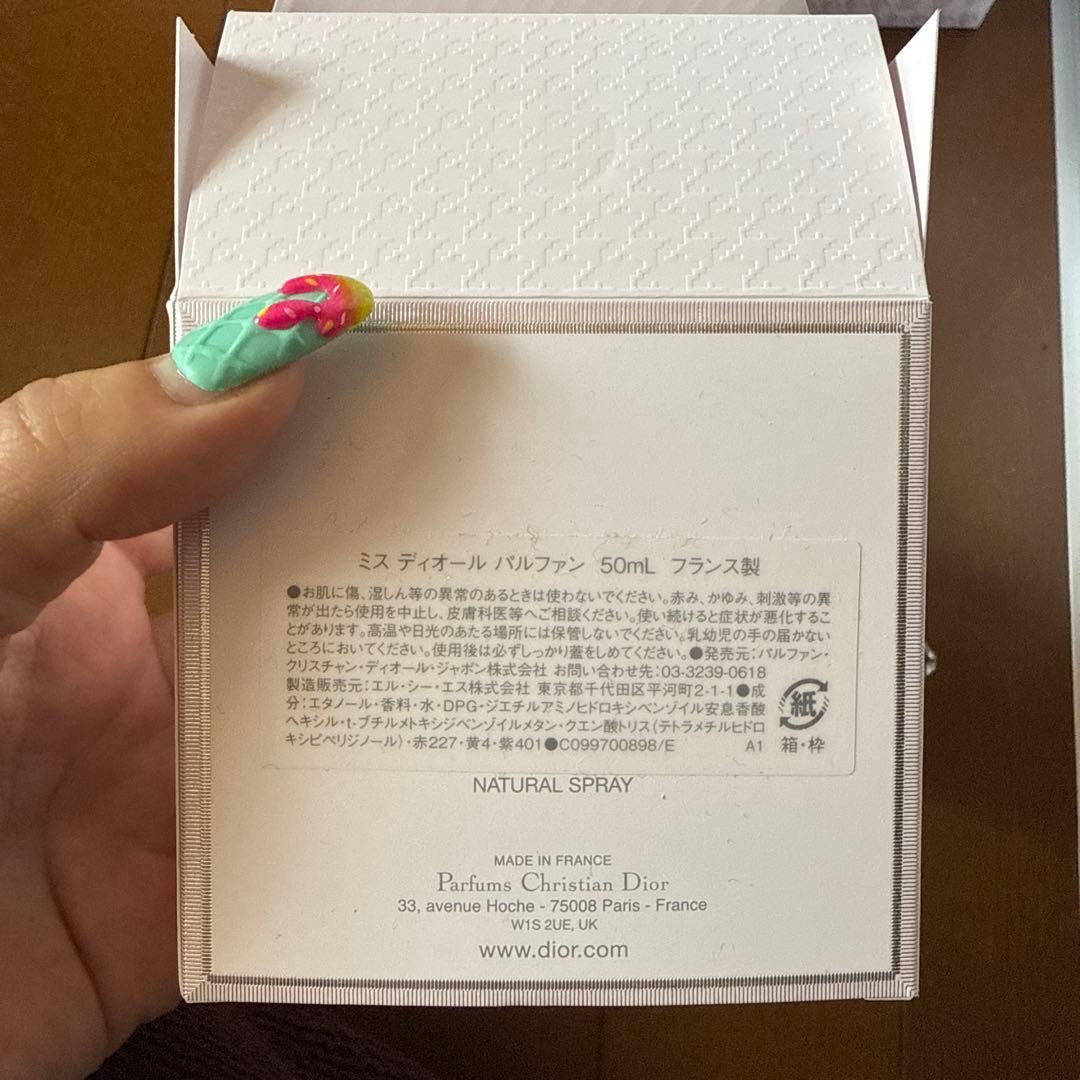 ミス ディオール パルファン 50mL フランス製
●お肌に傷、湿しん等の異常のあるときは使わないでください。赤み、かゆみ、刺激等の異
常が出たら使用を中止し、皮膚科医等へご相談ください。使い続けると症状が悪化するこ
とがあります。高温や日光のあたる場所には保管しないでください。乳幼児の手の届かない
ところにおいてください。使用後は必ずしっかり蓋をしめてください。●発売元：パルファン・
クリスチャン・ディオール・ジャポン株式会社 お問い合わせ先：03-3239-0618
製造販売元：エル・シー・エス株式会社 東京都千代田区平河町2-1-1●成
分：エタノール・香料・水・DPG・ジエチルアミノヒドロキシベンゾイル安息香酸
ヘキシル・t-ブチルメトキシジベンゾイルメタン・クエン酸トリス（テトラメチルヒドロ
キシピペリジノール）・赤227・黄4・紫401●C099700898/E A1
紙
箱・枠
NATURAL SPRAY
MADE IN FRANCE
Parfums Christian Dior
33, avenue Hoche - 75008 Paris - France
W1S 2UE, UK
www.dior.com